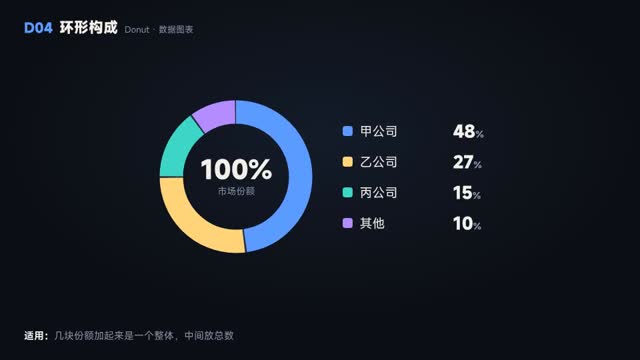 D04 环形构成 Donut · 数据图表
100%
市场份额
甲公司 48%
乙公司 27%
丙公司 15%
其他 10%
适用：几块份额加起来是一个整体，中间放总数